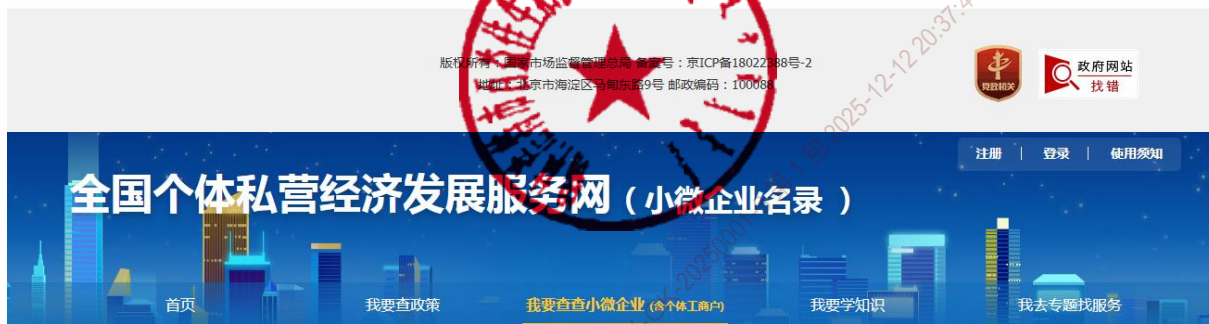 版权所有：国家市场监督管理总局 备案号：京ICP备18022388号-2
地址：北京市海淀区马甸东路9号 邮政编码：100088
党政机关
政府网站
找错
注册 | 登录 | 使用须知
全国个体私营经济发展服务网（小微企业名录）
首页
我要查政策
我要查查小微企业 (含个体工商户)
我要学知识
我去专题找服务
2025-12-12 20:37:4